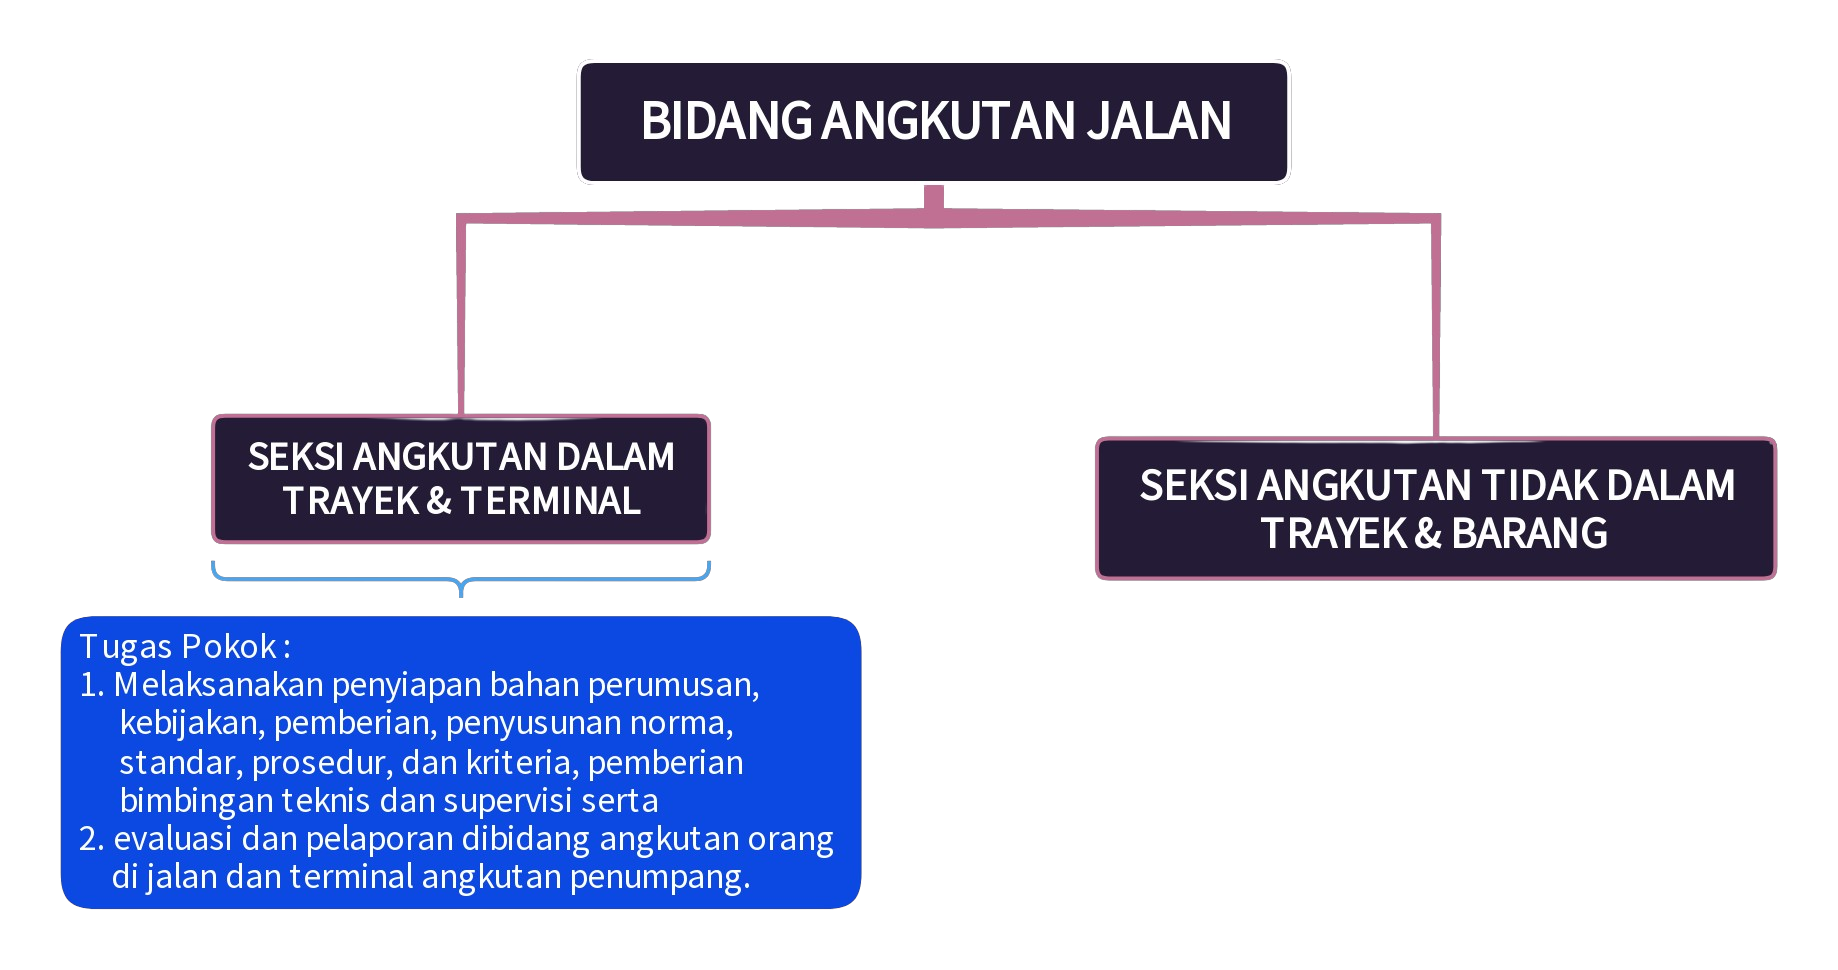 BIDANG ANGKUTAN JALAN
SEKSI ANGKUTAN DALAM
TRAYEK & TERMINAL
SEKSI ANGKUTAN TIDAK DALAM
TRAYEK & BARANG
Tugas Pokok :
1. Melaksanakan penyiapan bahan perumusan,
kebijakan, pemberian, penyusunan norma,
standar, prosedur, dan kriteria, pemberian
bimbingan teknis dan supervisi serta
2. evaluasi dan pelaporan dibidang angkutan orang
di jalan dan terminal angkutan penumpang.